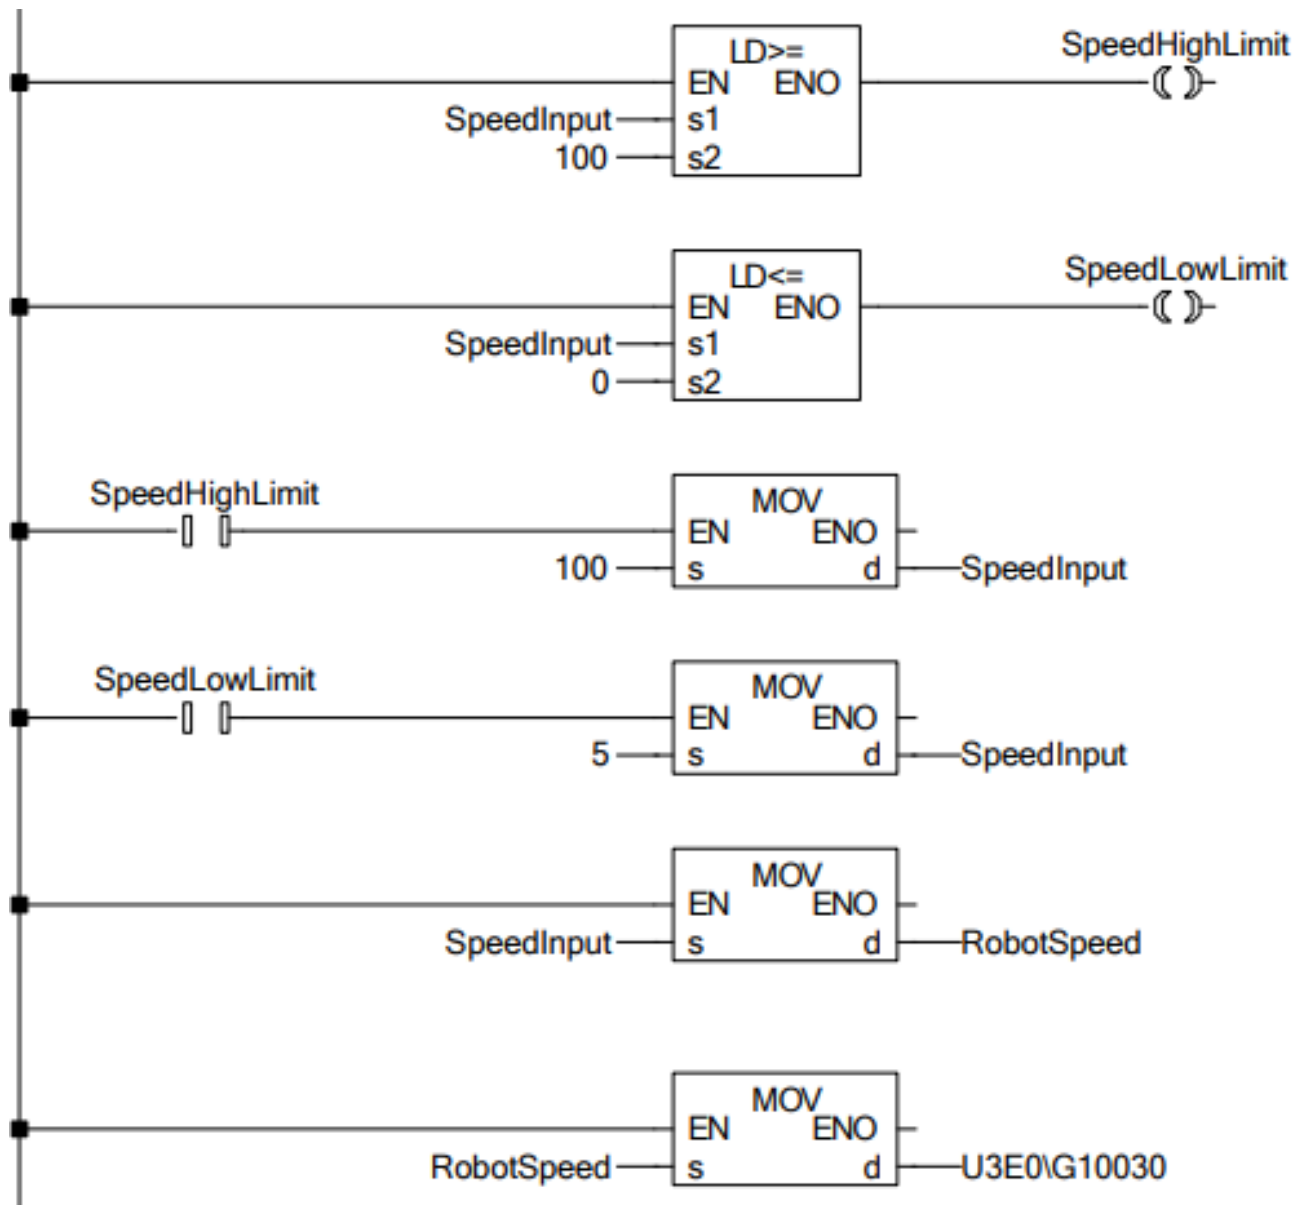 LD>=
SpeedHighLimit
EN ENO
SpeedInput s1
100 s2
LD<=
SpeedLowLimit
EN ENO
SpeedInput s1
0 s2
SpeedHighLimit
MOV
EN ENO
100 s d SpeedInput
SpeedLowLimit
MOV
EN ENO
5 s d SpeedInput
MOV
EN ENO
SpeedInput s d RobotSpeed
MOV
EN ENO
RobotSpeed s d U3E0\G10030